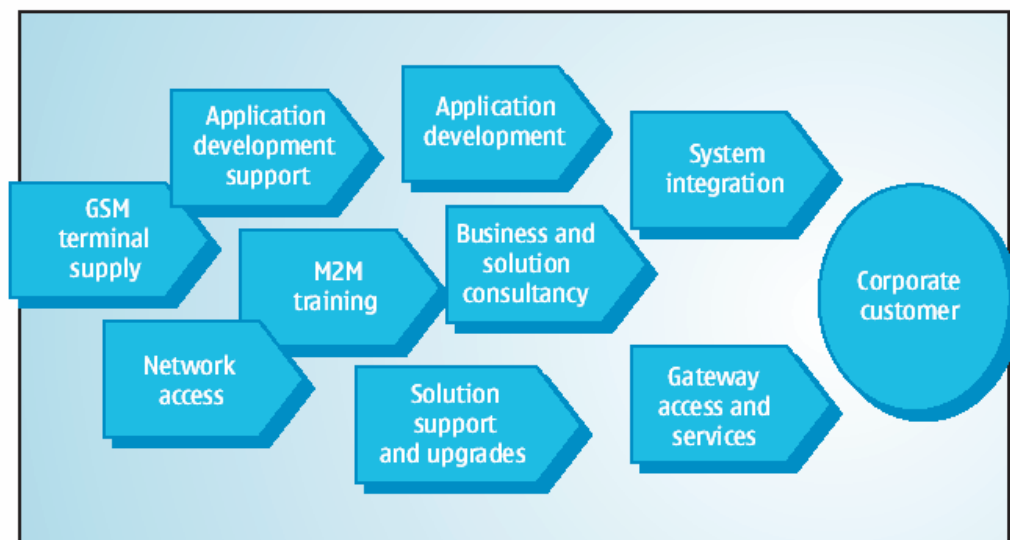 GSM
terminal
supply
Application
development
support
Application
development
System
integration
M2M
training
Business and
solution
consultancy
Network
access
Solution
support
and upgrades
Gateway
access and
services
Corporate
customer